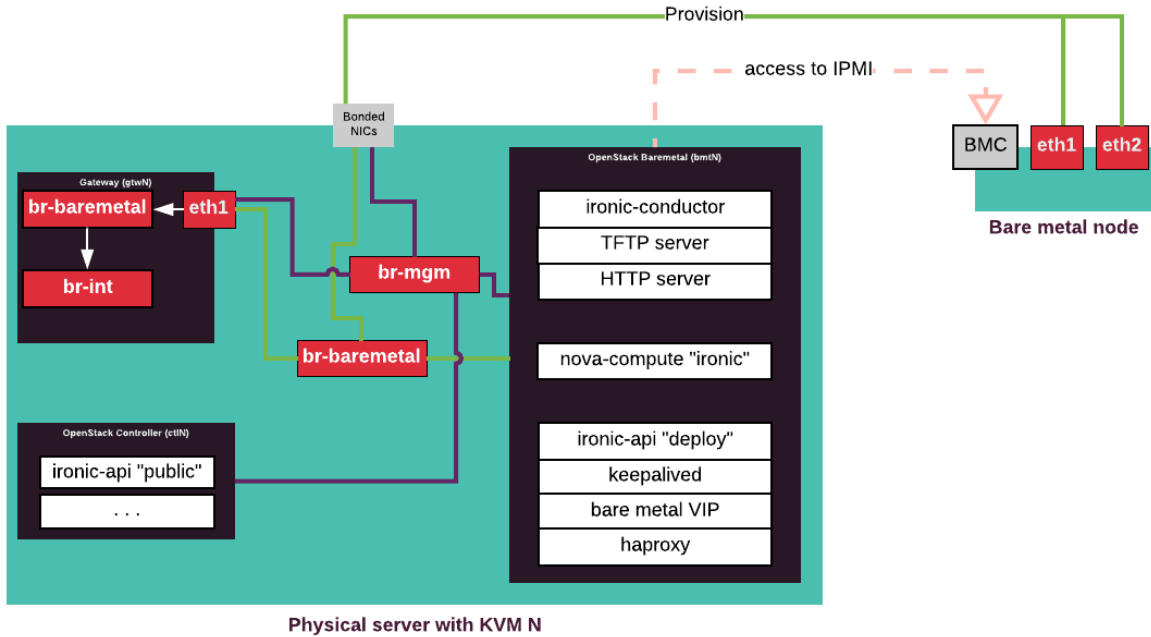 Provision
access to IPMI
Bonded
NICs
BMC
eth1
eth2
Bare metal node
OpenStack Baremetal (bmtN)
Gateway (gtwN)
br-baremetal
eth1
br-int
ironic-conductor
TFTP server
HTTP server
br-mgm
br-baremetal
nova-compute "ironic"
OpenStack Controller (ctlN)
ironic-api "public"
. . .
ironic-api "deploy"
keepalived
bare metal VIP
haproxy
Physical server with KVM N